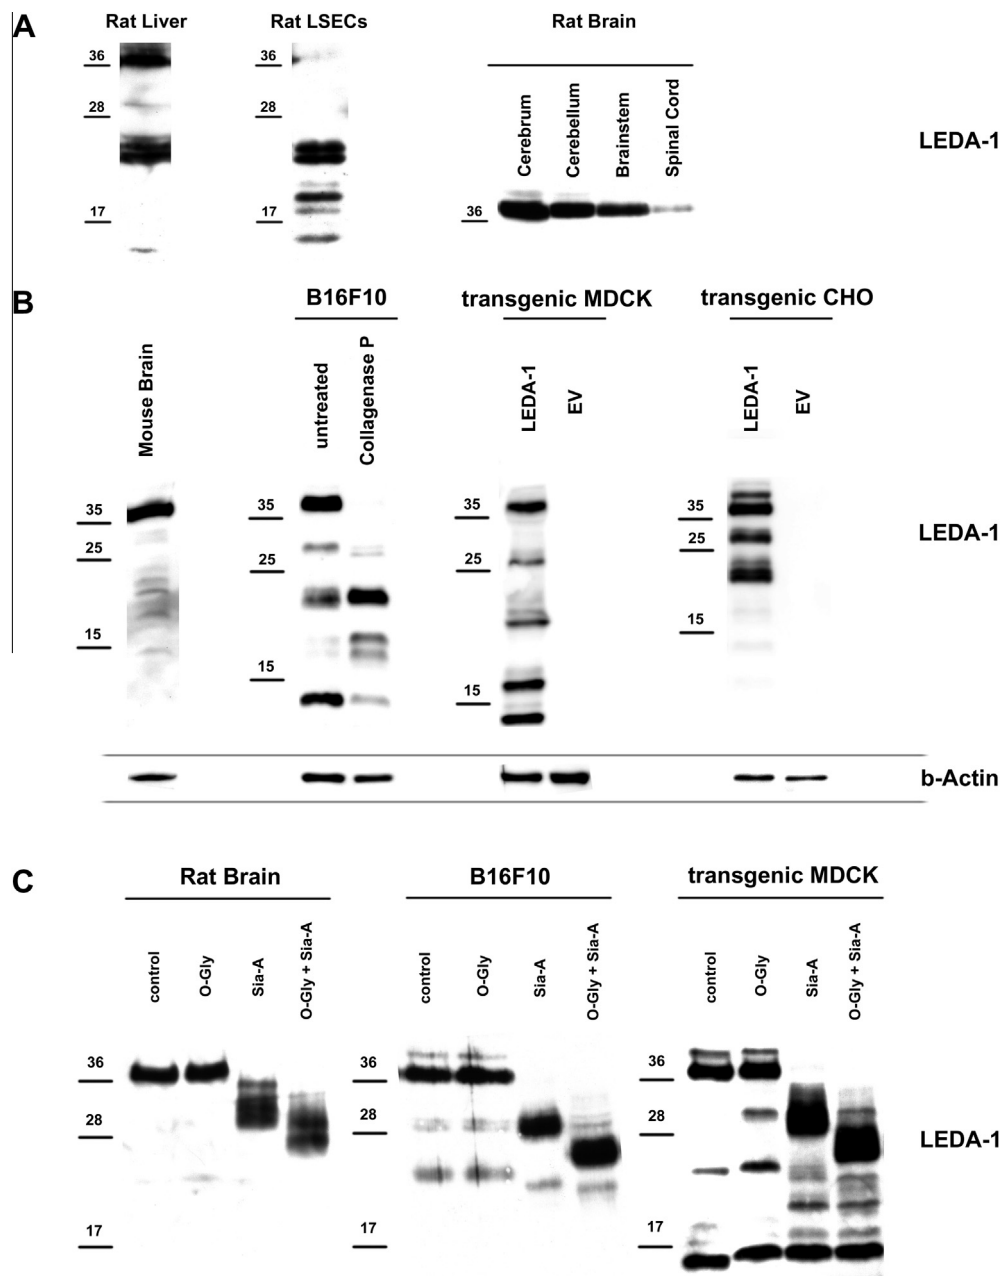 A
Rat Liver
Rat LSECs
Rat Brain
36
28
17
36
28
17
Cerebrum
Cerebellum
Brainstem
Spinal Cord
36
LEDA-1
B
B16F10
transgenic MDCK
transgenic CHO
Mouse Brain
untreated
Collagenase P
LEDA-1
EV
LEDA-1
EV
35
25
15
35
25
15
35
25
15
35
25
15
LEDA-1
b-Actin
C
Rat Brain
B16F10
transgenic MDCK
control
O-Gly
Sia-A
O-Gly + Sia-A
control
O-Gly
Sia-A
O-Gly + Sia-A
control
O-Gly
Sia-A
O-Gly + Sia-A
36
28
17
36
28
17
36
28
17
LEDA-1